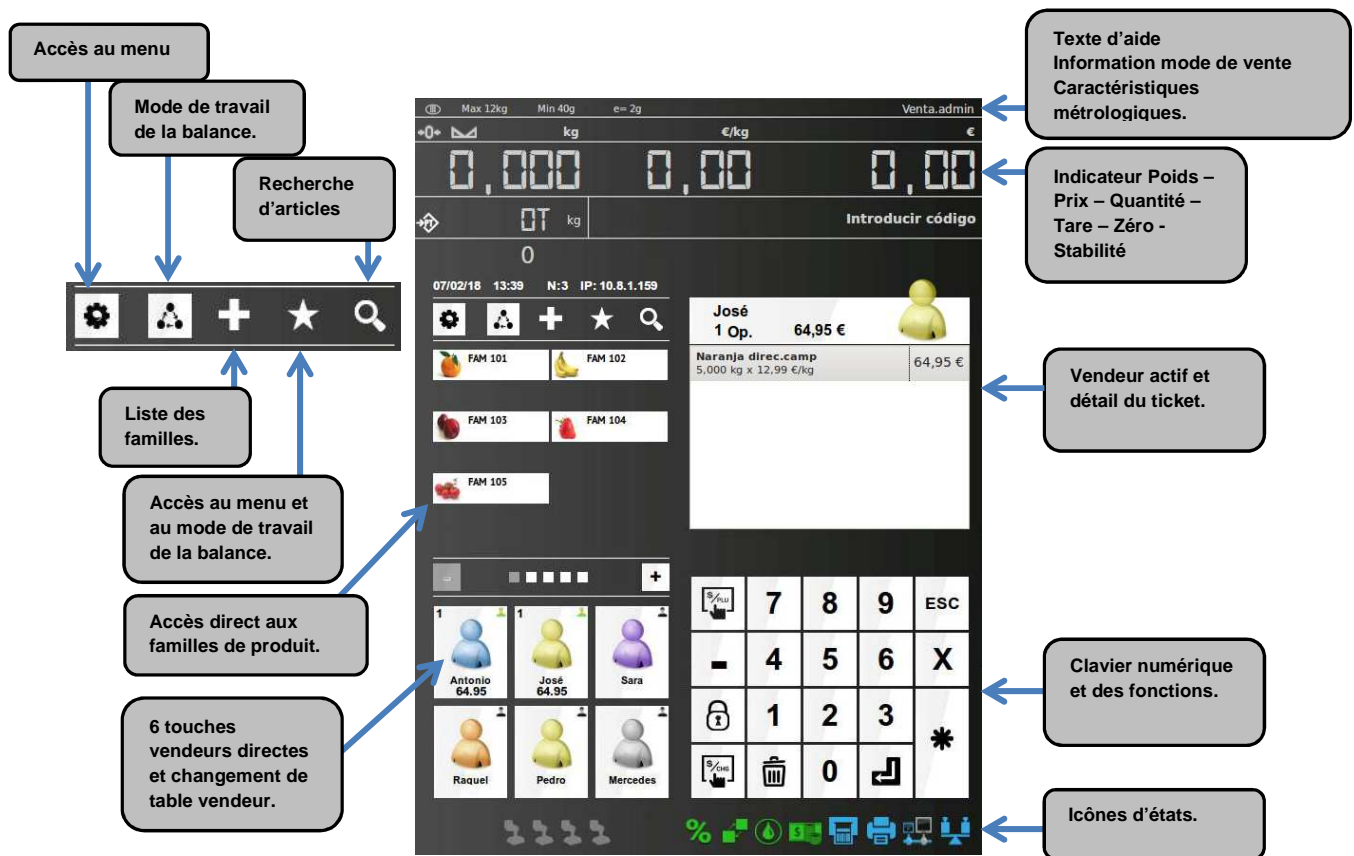 Accès au menu
Mode de travail
de la balance.
Recherche
d'articles
Liste des
familles.
Accès au menu et
au mode de travail
de la balance.
Accès direct aux
familles de produit.
6 touches
vendeurs directes
et changement de
table vendeur.
Max 12kg Min 40g e= 2g Venta.admin
→0← kg €/kg €
0,000 0,00 0,00
PT 0T kg Introducir código
0
07/02/18 13:39 N:3 IP: 10.8.1.159
FAM 101 FAM 102
FAM 103 FAM 104
FAM 105
José
1 Op. 64,95 €
Naranja direc.camp
5,000 kg x 12,99 €/kg 64,95 €
- +
1 1
Antonio José Sara
64.95 64.95
Raquel Pedro Mercedes
S/PLU 7 8 9 ESC
- 4 5 6 X
1 2 3 *
S/CHG 0
% $
Texte d'aide
Information mode de vente
Caractéristiques
métrologiques.
Indicateur Poids –
Prix – Quantité –
Tare – Zéro -
Stabilité
Vendeur actif et
détail du ticket.
Clavier numérique
et des fonctions.
Icônes d'états.